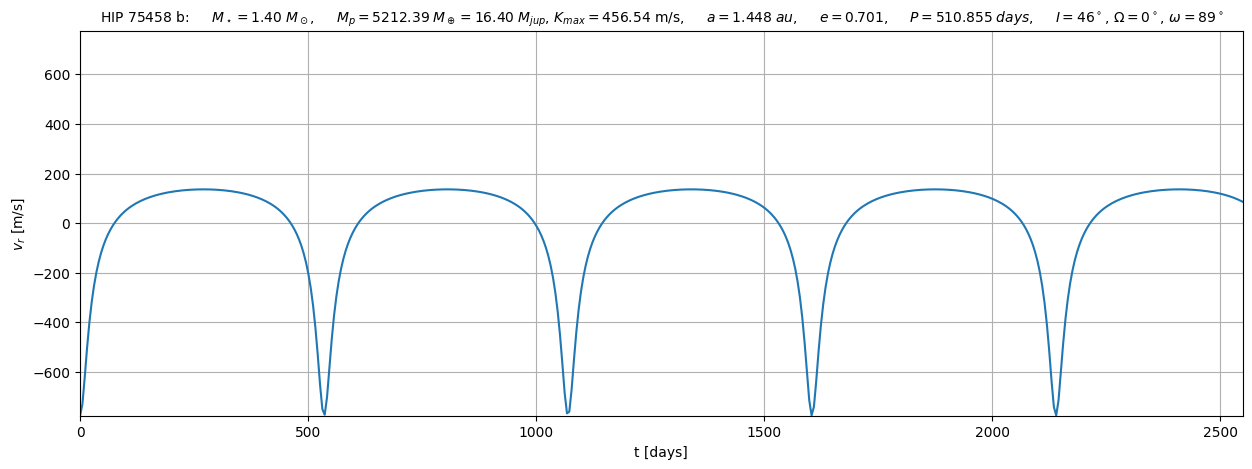 HIP 75458 b: M⋆ = 1.40 M⊙, Mp = 5212.39 M⊕ = 16.40 Mjup, Kmax = 456.54 m/s, a = 1.448 au, e = 0.701, P = 510.855 days, I = 46°, Ω = 0°, ω = 89°
600
400
200
0
−200
−400
−600
vr [m/s]
0 500 1000 1500 2000 2500
t [days]